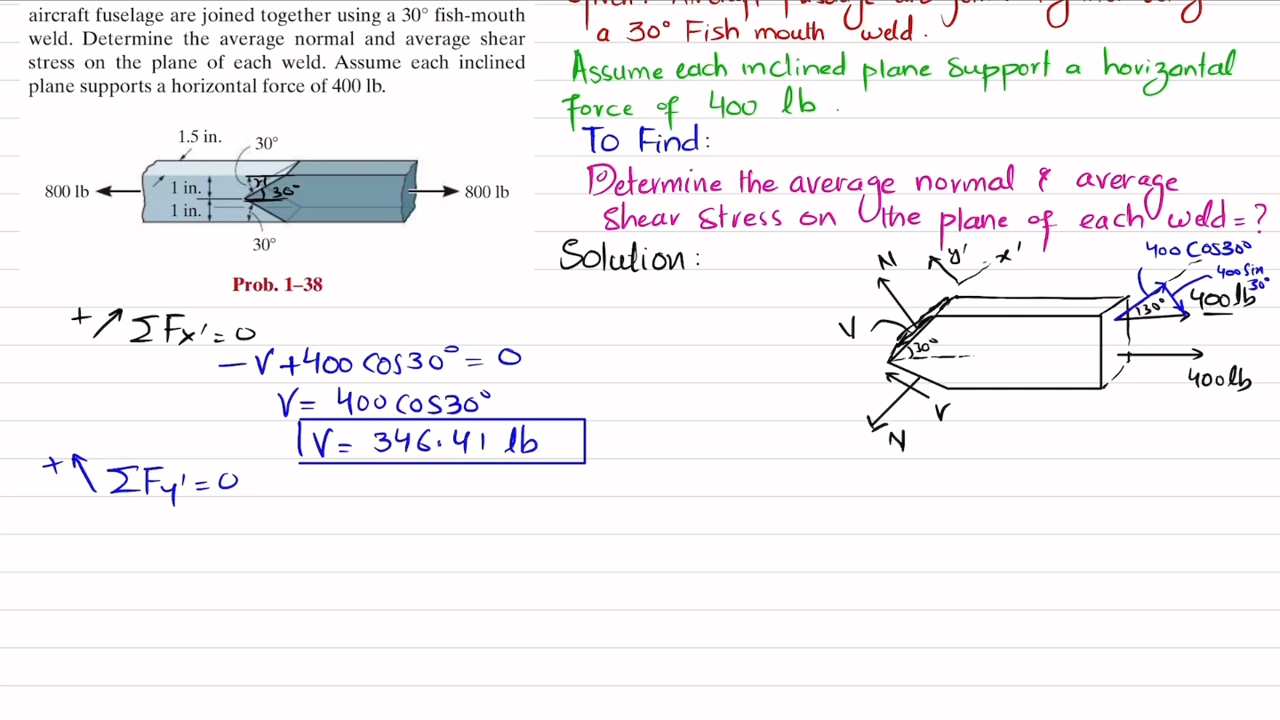 aircraft fuselage are joined together using a 30° fish-mouth
weld. Determine the average normal and average shear
stress on the plane of each weld. Assume each inclined
plane supports a horizontal force of 400 lb.
1.5 in.
30°
800 lb
1 in.
30°
800 lb
1 in.
30°
Prob. 1–38
a 30° Fish mouth weld.
Assume each inclined plane support a horizontal
force of 400 lb.
To Find:
Determine the average normal & average
shear stress on the plane of each weld = ?
Solution:
N
y'
x'
400 Cos30°
400 Sin
30°
30°
400 lb
V
30°
400 lb
V
N
+↗ ΣFx' = 0
-V+400 Cos30° = 0
V = 400 cos30°
V = 346.41 lb
+↖ ΣFy' = 0